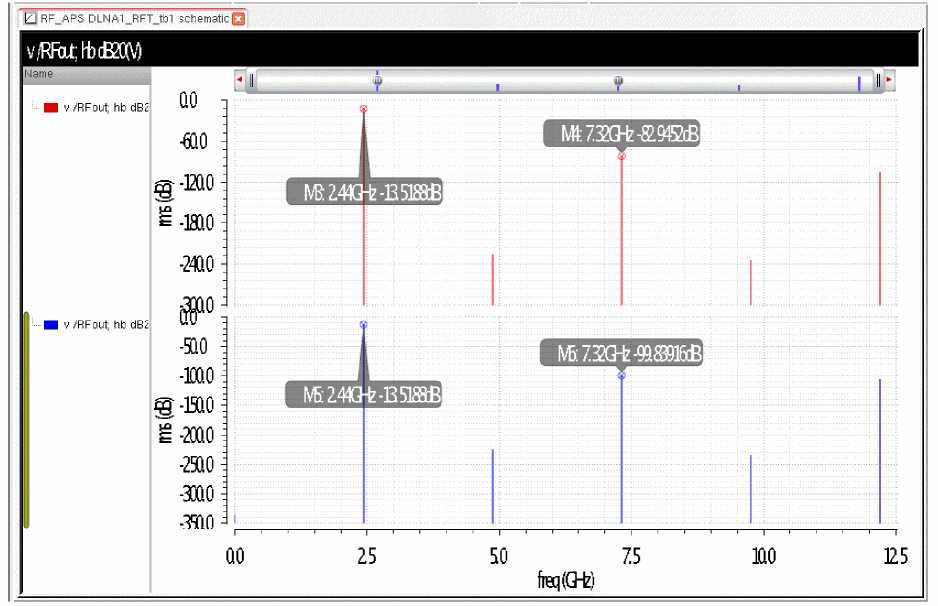 RF_APS DLNA1_RFT_tb1 schematic
v /RFout; hb dB20(V)
Name
v /RFout; hb dB2
0.0
-60.0
-120.0
-180.0
-240.0
-300.0
rms (dB)
M3: 2.44GHz -13.5188dB
M4: 7.32GHz -82.9452dB
v /RFout; hb dB2
0.0
-50.0
-100.0
-150.0
-200.0
-250.0
-300.0
-350.0
rms (dB)
M5: 2.44GHz -13.5188dB
M6: 7.32GHz -99.83916dB
0.0 2.5 5.0 7.5 10.0 12.5
freq (GHz)